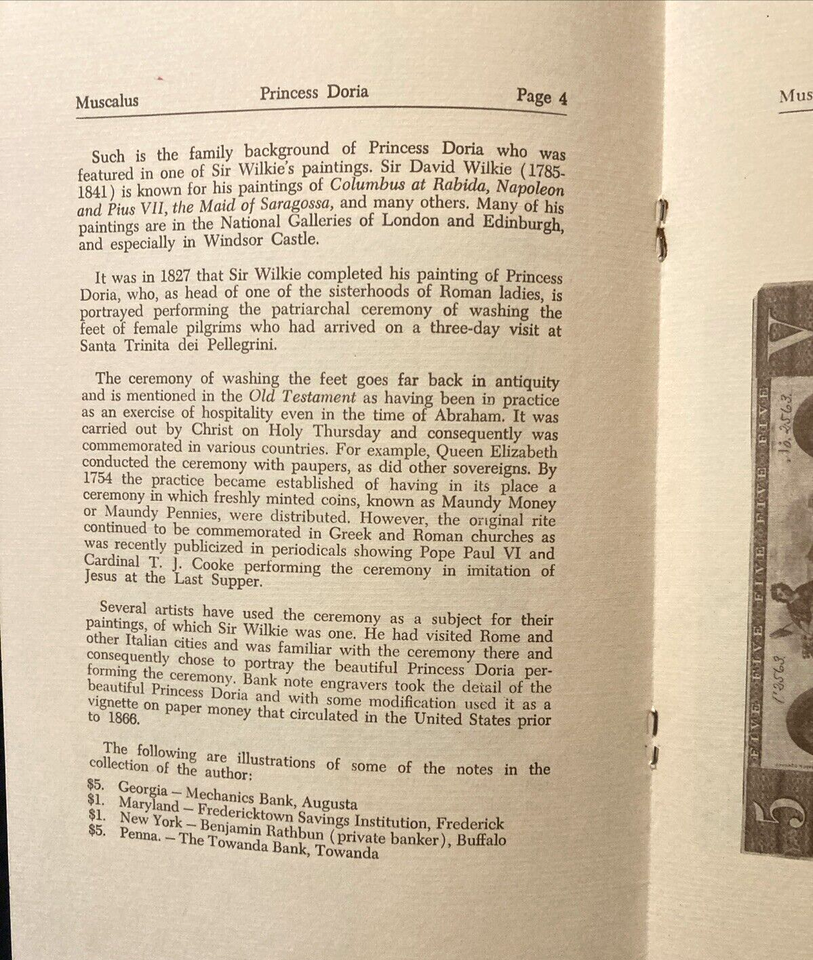 Muscalus Princess Doria Page 4
Such is the family background of Princess Doria who was
featured in one of Sir Wilkie's paintings. Sir David Wilkie (1785-
1841) is known for his paintings of Columbus at Rabida, Napoleon
and Pius VII, the Maid of Saragossa, and many others. Many of his
paintings are in the National Galleries of London and Edinburgh,
and especially in Windsor Castle.
It was in 1827 that Sir Wilkie completed his painting of Princess
Doria, who, as head of one of the sisterhoods of Roman ladies, is
portrayed performing the patriarchal ceremony of washing the
feet of female pilgrims who had arrived on a three-day visit at
Santa Trinita dei Pellegrini.
The ceremony of washing the feet goes far back in antiquity
and is mentioned in the Old Testament as having been in practice
as an exercise of hospitality even in the time of Abraham. It was
carried out by Christ on Holy Thursday and consequently was
commemorated in various countries. For example, Queen Elizabeth
conducted the ceremony with paupers, as did other sovereigns. By
1754 the practice became established of having in its place a
ceremony in which freshly minted coins, known as Maundy Money
or Maundy Pennies, were distributed. However, the original rite
continued to be commemorated in Greek and Roman churches as
was recently publicized in periodicals showing Pope Paul VI and
Cardinal T. J. Cooke performing the ceremony in imitation of
Jesus at the Last Supper.
Several artists have used the ceremony as a subject for their
paintings, of which Sir Wilkie was one. He had visited Rome and
other Italian cities and was familiar with the ceremony there and
consequently chose to portray the beautiful Princess Doria per-
forming the ceremony. Bank note engravers took the detail of the
beautiful Princess Doria and with some modification used it as a
vignette on paper money that circulated in the United States prior
to 1866.
The following are illustrations of some of the notes in the
collection of the author:
$5. Georgia – Mechanics Bank, Augusta
$1. Maryland – Fredericktown Savings Institution, Frederick
$1. New York – Benjamin Rathbun (private banker), Buffalo
$5. Penna. – The Towanda Bank, Towanda
Mus
V
FIVE FIVE FIVE FIVE
5